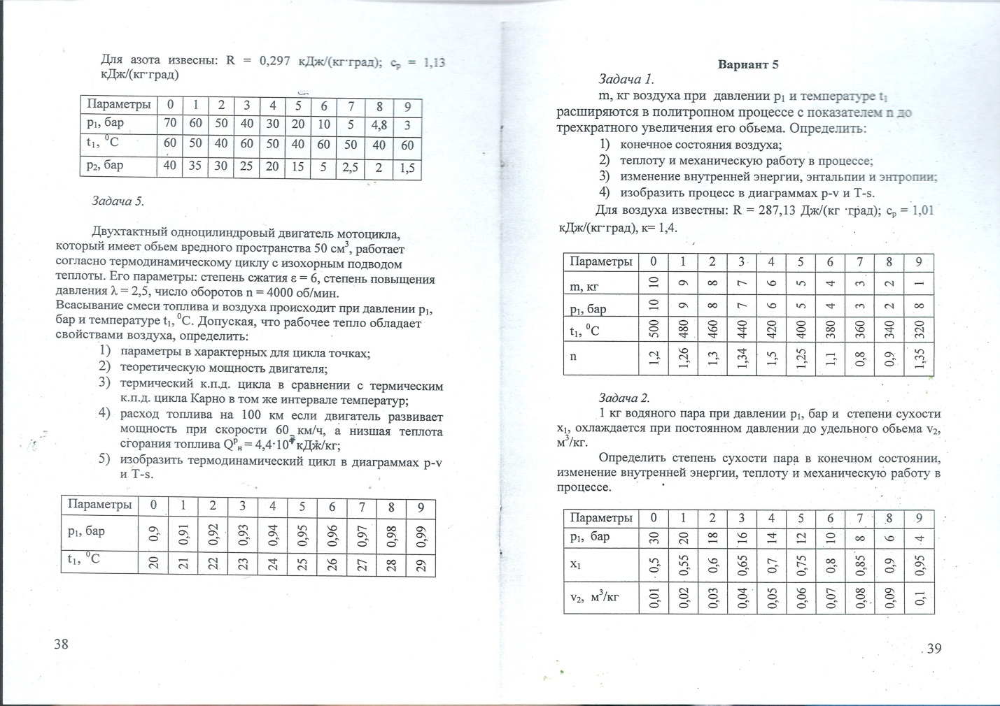 Для азота извесны: R = 0,297 кДж/(кг·град); cp = 1,13
кДж/(кг·град)
Параметры 0 1 2 3 4 5 6 7 8 9
p1, бар 70 60 50 40 30 20 10 5 4,8 3
t1, ⁰C 60 50 40 60 50 40 60 50 40 60
p2, бар 40 35 30 25 20 15 5 2,5 2 1,5
Задача 5.
Двухтактный одноцилиндровый двигатель мотоцикла,
который имеет обьем вредного пространства 50 см³, работает
согласно термодинамическому циклу с изохорным подводом
теплоты. Его параметры: степень сжатия ε = 6, степень повышения
давления λ = 2,5, число оборотов n = 4000 об/мин.
Всасывание смеси топлива и воздуха происходит при давлении p1,
бар и температуре t1, ⁰C. Допуская, что рабочее тепло обладает
свойствами воздуха, определить:
1) параметры в характерных для цикла точках;
2) теоретическую мощность двигателя;
3) термический к.п.д. цикла в сравнении с термическим
к.п.д. цикла Карно в том же интервале температур;
4) расход топлива на 100 км если двигатель развивает
мощность при скорости 60 км/ч, а низшая теплота
сгорания топлива Qᵖн = 4,4·10⁴ кДж/кг;
5) изобразить термодинамический цикл в диаграммах p-v
и T-s.
Параметры 0 1 2 3 4 5 6 7 8 9
p1, бар 0,9 0,91 0,92 0,93 0,94 0,95 0,96 0,97 0,98 0,99
t1, ⁰C 20 21 22 23 24 25 26 27 28 29
38
Вариант 5
Задача 1.
m, кг воздуха при давлении p1 и температуре t1
расширяются в политропном процессе с показателем n до
трехкратного увеличения его обьема. Определить:
1) конечное состояния воздуха;
2) теплоту и механическую работу в процессе;
3) изменение внутренней энергии, энтальпии и энтропии;
4) изобразить процесс в диаграммах p-v и T-s.
Для воздуха известны: R = 287,13 Дж/(кг ·град); cp = 1,01
кДж/(кг·град), к= 1,4.
Параметры 0 1 2 3 4 5 6 7 8 9
m, кг 10 9 8 7 6 5 4 3 2 1
p1, бар 10 9 8 7 6 5 4 3 2 8
t1, ⁰C 500 480 460 440 420 400 380 360 340 320
n 1,2 1,26 1,3 1,34 1,5 1,25 1,1 0,8 0,9 1,35
Задача 2.
1 кг водяного пара при давлении p1, бар и степени сухости
x1, охлаждается при постоянном давлении до удельного обьема v2,
м³/кг.
Определить степень сухости пара в конечном состоянии,
изменение внутренней энергии, теплоту и механическую работу в
процессе.
Параметры 0 1 2 3 4 5 6 7 8 9
p1, бар 30 20 18 16 14 12 10 8 6 4
x1 0,5 0,55 0,6 0,65 0,7 0,75 0,8 0,85 0,9 0,95
v2, м³/кг 0,01 0,02 0,03 0,04 0,05 0,06 0,07 0,08 0,09 0,1
39